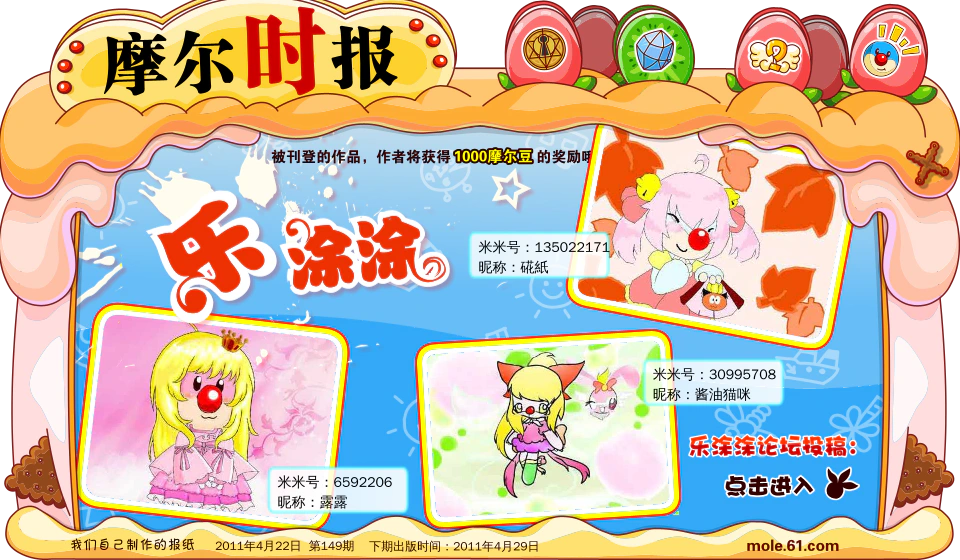 摩尔时报
被刊登的作品，作者将获得1000摩尔豆的奖励
乐涂涂
米米号：135022171
昵称：硴紙
米米号：30995708
昵称：酱油猫咪
乐涂涂论坛投稿：
点击进入
米米号：6592206
昵称：露露
我们自己制作的报纸 2011年4月22日 第149期 下期出版时间：2011年4月29日
mole.61.com